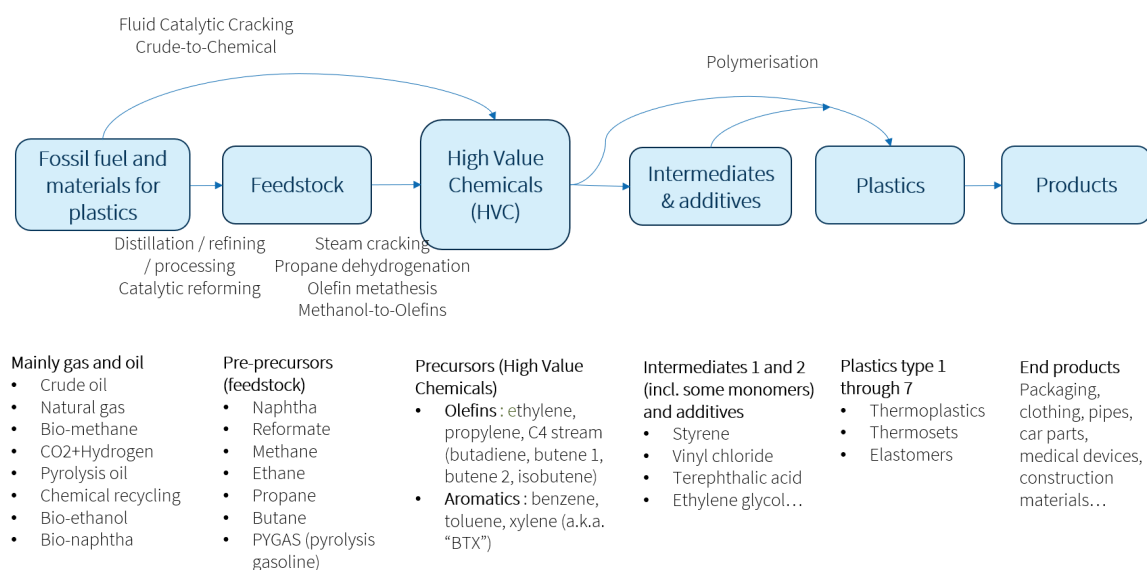 Fluid Catalytic Cracking
Crude-to-Chemical
Polymerisation
Fossil fuel and
materials for
plastics
Feedstock
High Value
Chemicals
(HVC)
Intermediates
& additives
Plastics
Products
Distillation / refining
/ processing
Catalytic reforming
Steam cracking
Propane dehydrogenation
Olefin metathesis
Methanol-to-Olefins
Mainly gas and oil
• Crude oil
• Natural gas
• Bio-methane
• CO2+Hydrogen
• Pyrolysis oil
• Chemical recycling
• Bio-ethanol
• Bio-naphtha
Pre-precursors
(feedstock)
• Naphtha
• Reformate
• Methane
• Ethane
• Propane
• Butane
• PYGAS (pyrolysis
gasoline)
Precursors (High Value
Chemicals)
• Olefins : ethylene,
propylene, C4 stream
(butadiene, butene 1,
butene 2, isobutene)
• Aromatics : benzene,
toluene, xylene (a.k.a.
“BTX”)
Intermediates 1 and 2
(incl. some monomers)
and additives
• Styrene
• Vinyl chloride
• Terephthalic acid
• Ethylene glycol…
Plastics type 1
through 7
• Thermoplastics
• Thermosets
• Elastomers
End products
Packaging,
clothing, pipes,
car parts,
medical devices,
construction
materials…